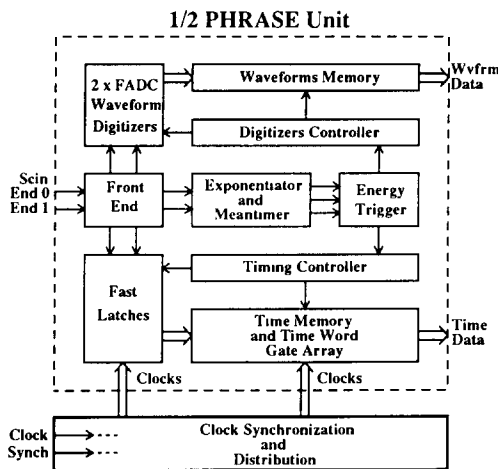 1/2 PHRASE Unit
2 x FADC
Waveform
Digitizers
Waveforms Memory
Wvfrm
Data
Digitizers Controller
Scin
End 0
End 1
Front
End
Exponentiator
and
Meantimer
Energy
Trigger
Timing Controller
Fast
Latches
Time Memory
and Time Word
Gate Array
Time
Data
Clocks
Clocks
Clock
Synch
Clock Synchronization
and
Distribution